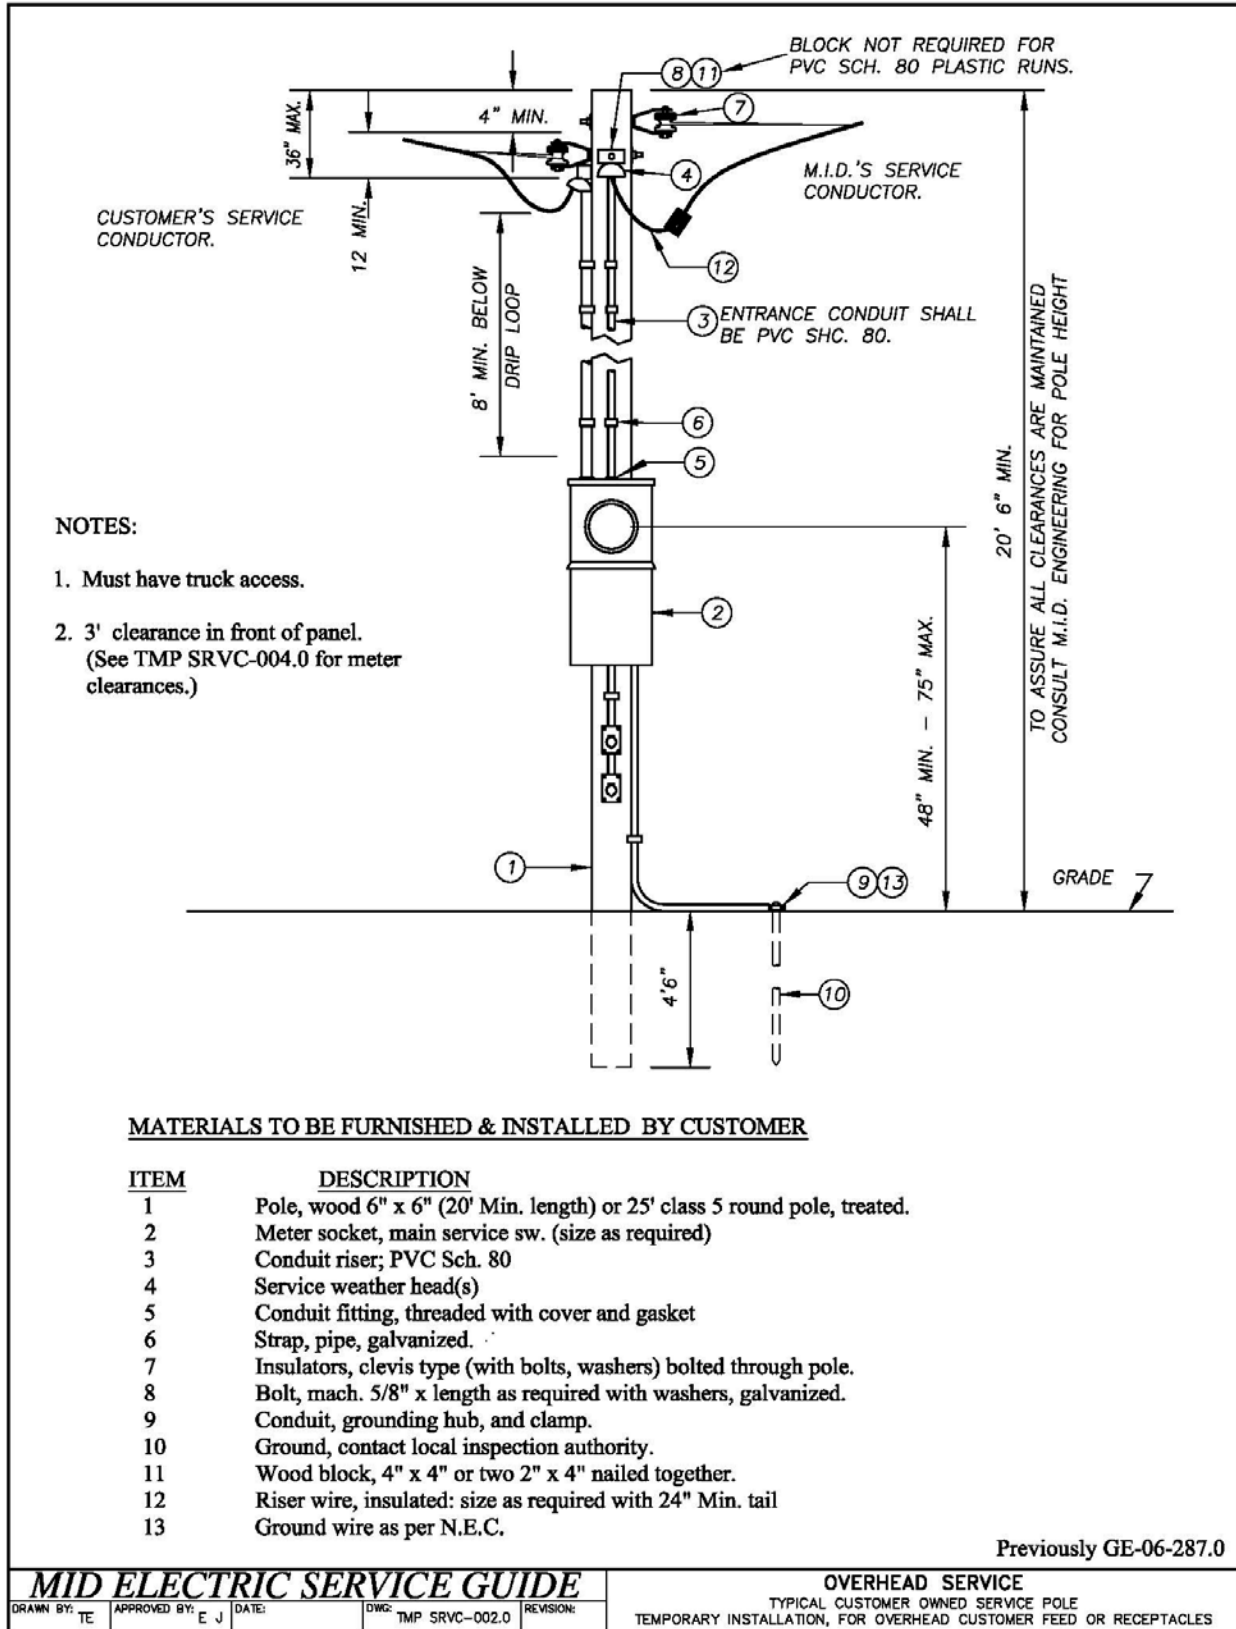 BLOCK NOT REQUIRED FOR
PVC SCH. 80 PLASTIC RUNS.
8 11
7
4" MIN.
36" MAX.
12 MIN.
4
M.I.D.'S SERVICE
CONDUCTOR.
CUSTOMER'S SERVICE
CONDUCTOR.
12
8' MIN. BELOW
DRIP LOOP
3 ENTRANCE CONDUIT SHALL
BE PVC SHC. 80.
6
5
20' 6" MIN.
TO ASSURE ALL CLEARANCES ARE MAINTAINED
CONSULT M.I.D. ENGINEERING FOR POLE HEIGHT
NOTES:
1. Must have truck access.
2. 3' clearance in front of panel.
(See TMP SRVC-004.0 for meter
clearances.)
2
48" MIN. - 75" MAX.
1
9 13
GRADE
4'6"
10
MATERIALS TO BE FURNISHED & INSTALLED BY CUSTOMER
ITEM DESCRIPTION
1 Pole, wood 6" x 6" (20' Min. length) or 25' class 5 round pole, treated.
2 Meter socket, main service sw. (size as required)
3 Conduit riser; PVC Sch. 80
4 Service weather head(s)
5 Conduit fitting, threaded with cover and gasket
6 Strap, pipe, galvanized.
7 Insulators, clevis type (with bolts, washers) bolted through pole.
8 Bolt, mach. 5/8" x length as required with washers, galvanized.
9 Conduit, grounding hub, and clamp.
10 Ground, contact local inspection authority.
11 Wood block, 4" x 4" or two 2" x 4" nailed together.
12 Riser wire, insulated: size as required with 24" Min. tail
13 Ground wire as per N.E.C.
Previously GE-06-287.0
MID ELECTRIC SERVICE GUIDE
DRAWN BY: TE APPROVED BY: E J DATE: DWG: TMP SRVC-002.0 REVISION:
OVERHEAD SERVICE
TYPICAL CUSTOMER OWNED SERVICE POLE
TEMPORARY INSTALLATION, FOR OVERHEAD CUSTOMER FEED OR RECEPTACLES